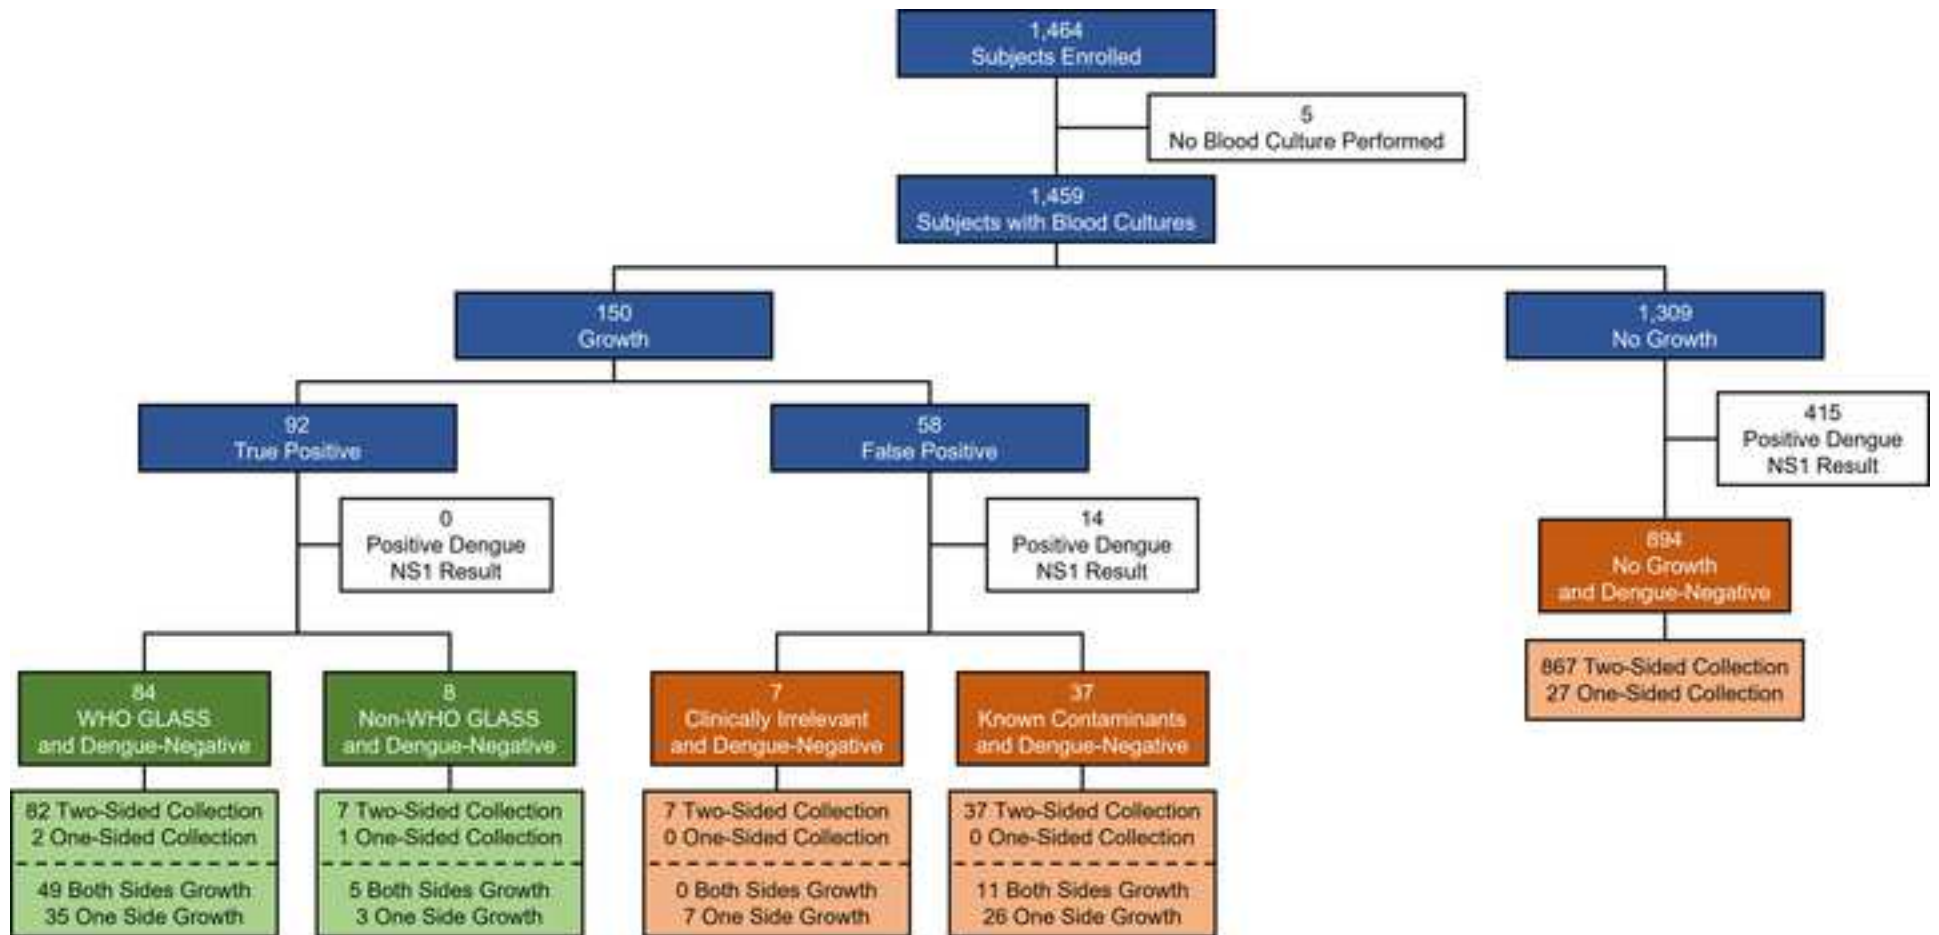 1,464
Subjects Enrolled
5
No Blood Culture Performed
1,459
Subjects with Blood Cultures
150
Growth
1,309
No Growth
92
True Positive
58
False Positive
415
Positive Dengue
NS1 Result
0
Positive Dengue
NS1 Result
14
Positive Dengue
NS1 Result
894
No Growth
and Dengue-Negative
867 Two-Sided Collection
27 One-Sided Collection
84
WHO GLASS
and Dengue-Negative
8
Non-WHO GLASS
and Dengue-Negative
7
Clinically Irrelevant
and Dengue-Negative
37
Known Contaminants
and Dengue-Negative
82 Two-Sided Collection
2 One-Sided Collection
49 Both Sides Growth
35 One Side Growth
7 Two-Sided Collection
1 One-Sided Collection
5 Both Sides Growth
3 One Side Growth
7 Two-Sided Collection
0 One-Sided Collection
0 Both Sides Growth
7 One Side Growth
37 Two-Sided Collection
0 One-Sided Collection
11 Both Sides Growth
26 One Side Growth